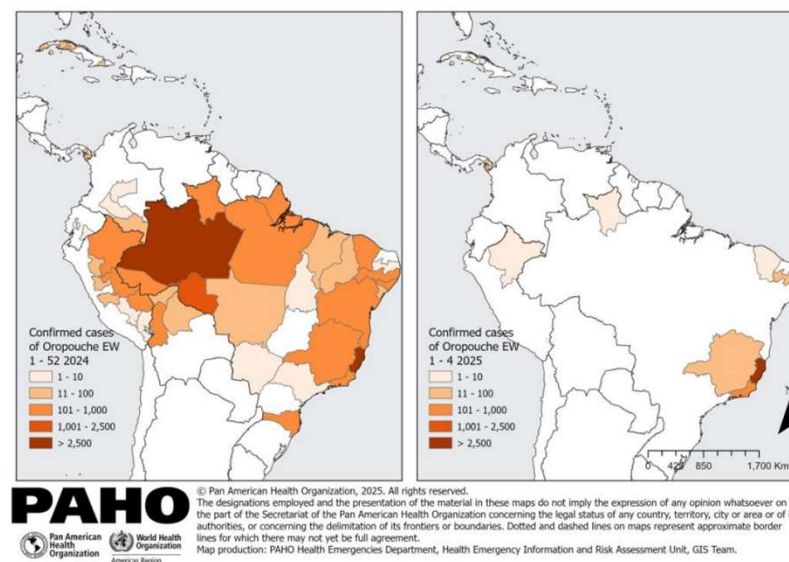 Confirmed cases
of Oropouche EW
1 - 52 2024
1 - 10
11 - 100
101 - 1,000
1,001 - 2,500
> 2,500
Confirmed cases
of Oropouche EW
1 - 4 2025
1 - 10
11 - 100
101 - 1,000
1,001 - 2,500
> 2,500
N
0 425 850 1,700 Km
PAHO
Pan American
Health
Organization
World Health
Organization
Americas Region
© Pan American Health Organization, 2025. All rights reserved.
The designations employed and the presentation of the material in these maps do not imply the expression of any opinion whatsoever on
the part of the Secretariat of the Pan American Health Organization concerning the legal status of any country, territory, city or area or of i
authorities, or concerning the delimitation of its frontiers or boundaries. Dotted and dashed lines on maps represent approximate border
lines for which there may not yet be full agreement.
Map production: PAHO Health Emergencies Department, Health Emergency Information and Risk Assessment Unit, GIS Team.